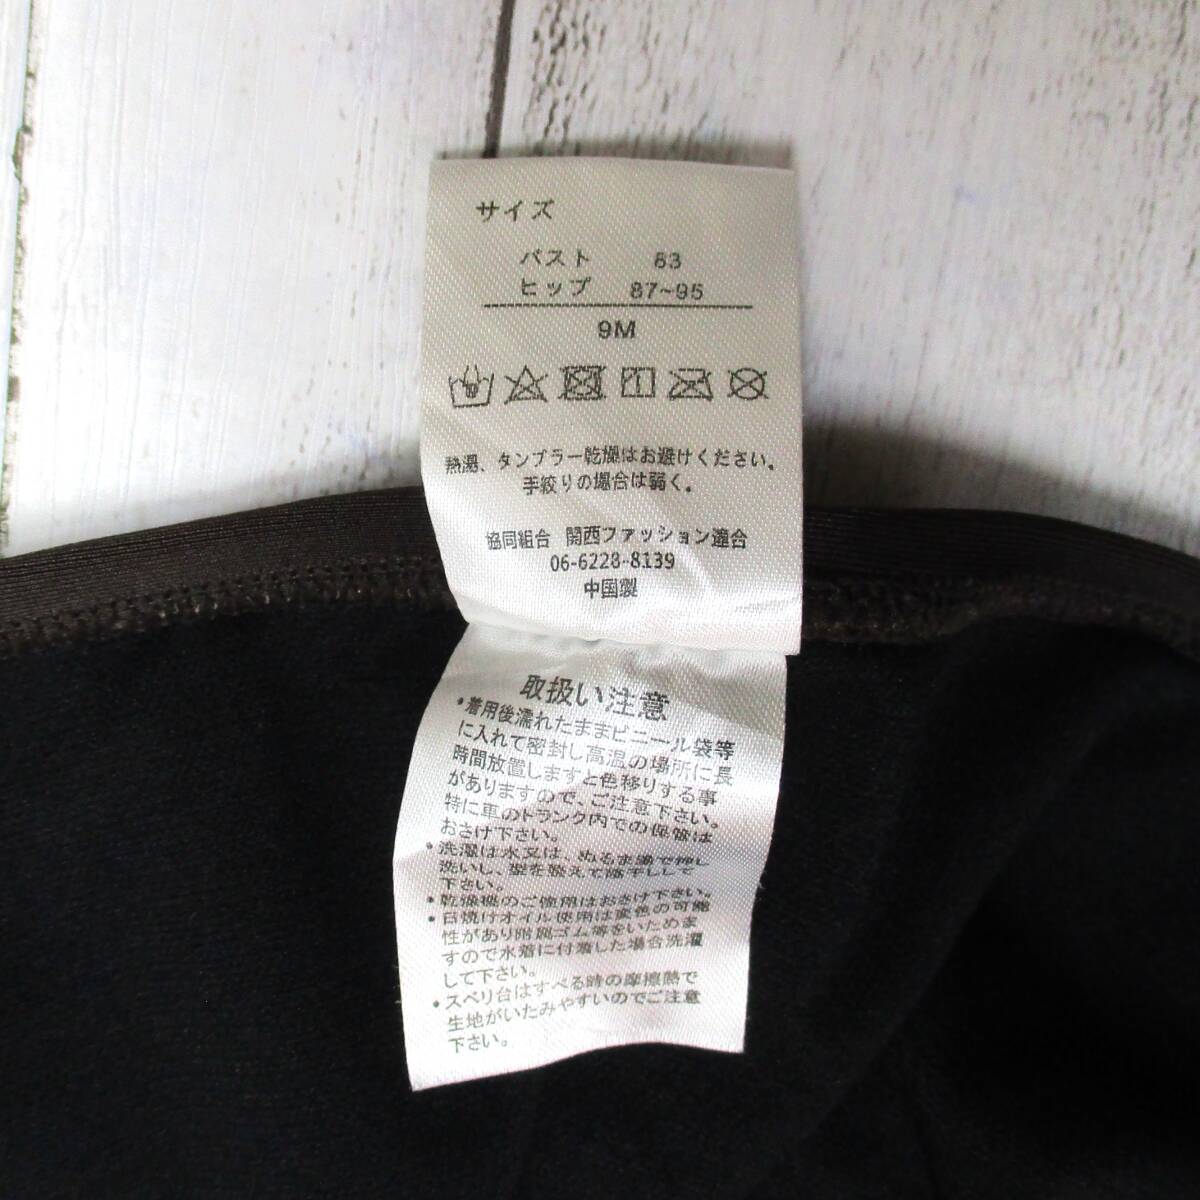 サイズ
バスト 83
ヒップ 87~95
9M
熱湯、タンブラー乾燥はお避けください。
手絞りの場合は弱く。
協同組合 関西ファッション連合
06-6228-8139
中国製
取扱い注意
・着用後濡れたままビニール袋等
に入れて密封し高温の場所に長
時間放置しますと色移りする事
がありますので、ご注意下さい。
特に車のトランク内での保管は
おさけ下さい。
・洗濯は水又は、ぬるま湯で押し
洗いし、型を整えて陰干しして
下さい。
・乾燥機のご使用はおさけ下さい。
・日焼けオイル使用は変色の可能
性があり附属ゴム等をいためま
すので水着に付着した場合洗濯
して下さい。
・スベリ台はすべる時の摩擦熱で
生地がいたみやすいのでご注意
下さい。